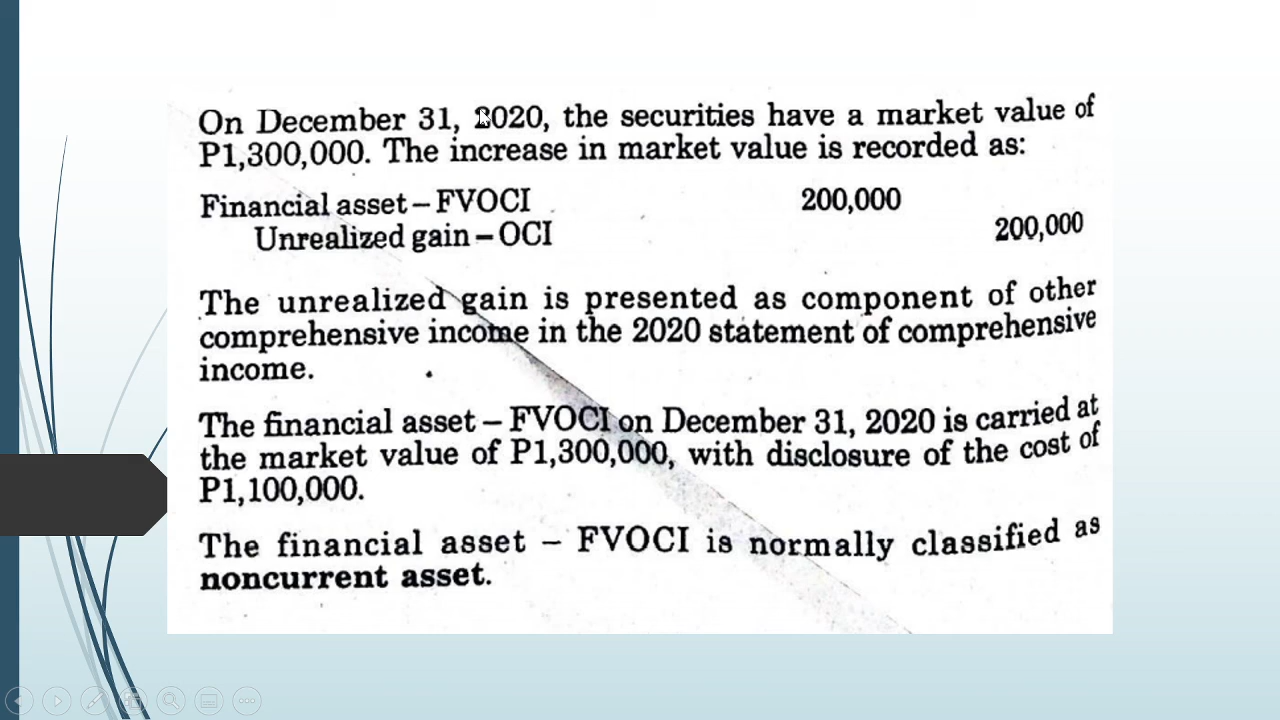 On December 31, 2020, the securities have a market value of
P1,300,000. The increase in market value is recorded as:
Financial asset – FVOCI 200,000
Unrealized gain – OCI 200,000
The unrealized gain is presented as component of other
comprehensive income in the 2020 statement of comprehensive
income.
The financial asset – FVOCI on December 31, 2020 is carried at
the market value of P1,300,000, with disclosure of the cost of
P1,100,000.
The financial asset – FVOCI is normally classified as
noncurrent asset.